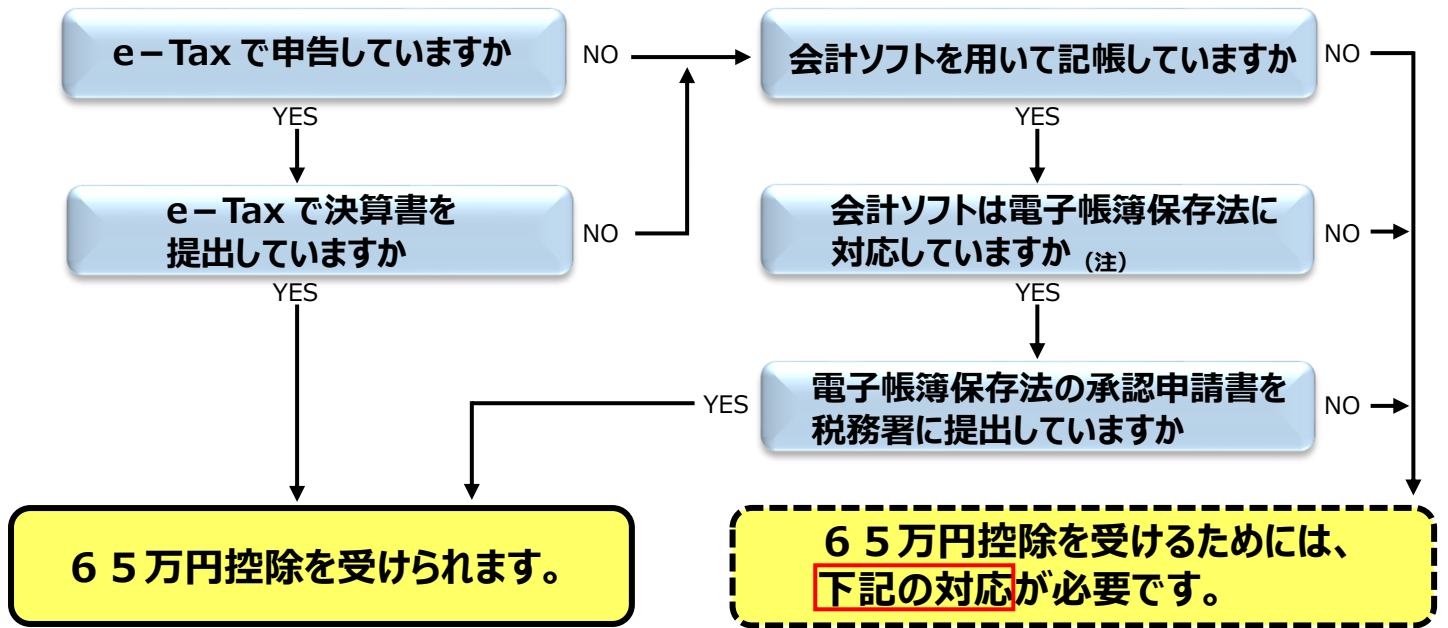 e－Tax で申告していますか
NO
会計ソフトを用いて記帳していますか
NO
YES
YES
e－Tax で決算書を
提出していますか
NO
会計ソフトは電子帳簿保存法に
対応していますか (注)
NO
YES
YES
電子帳簿保存法の承認申請書を
税務署に提出していますか
YES
NO
６５万円控除を受けられます。
６５万円控除を受けるためには、
下記の対応が必要です。